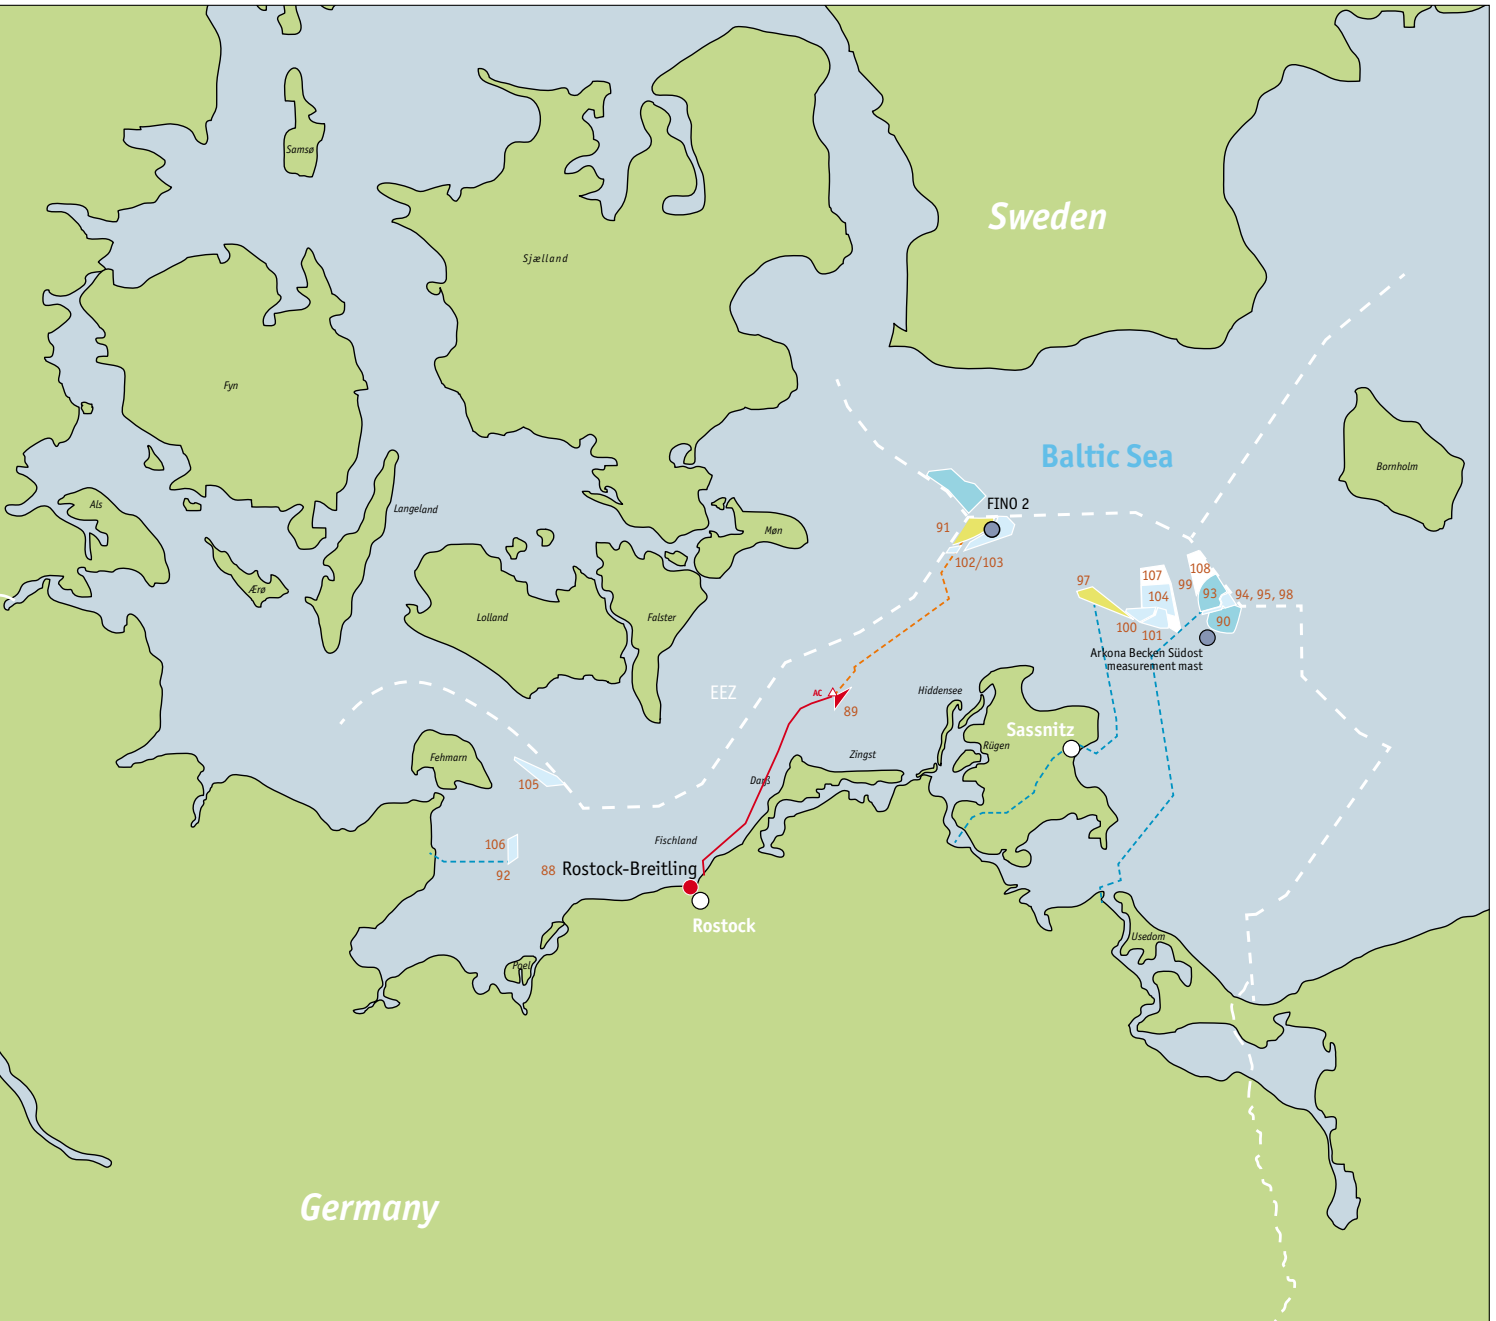 Samsø
Sweden
Sjælland
Fyn
Baltic Sea
Bornholm
Als
Langeland
FINO 2
91
Møn
102/103
108
107
97
99
93
94, 95, 98
104
Ærø
Lolland
Falster
90
100
101
Arkona Becken Südost
measurement mast
EEZ
AC
89
Hiddensee
Sassnitz
Rügen
Fehmarn
Zingst
105
Darß
Fischland
106
92
88
Rostock-Breitling
Rostock
Usedom
Poel
Germany